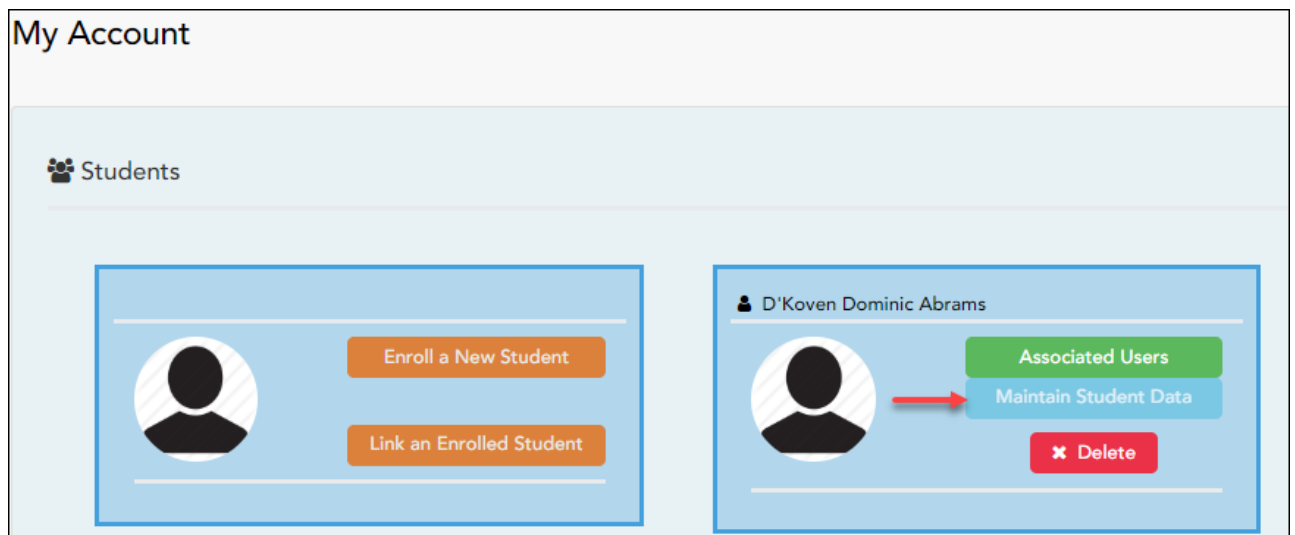 My Account
Students
Enroll a New Student
Link an Enrolled Student
D'Koven Dominic Abrams
Associated Users
Maintain Student Data
Delete